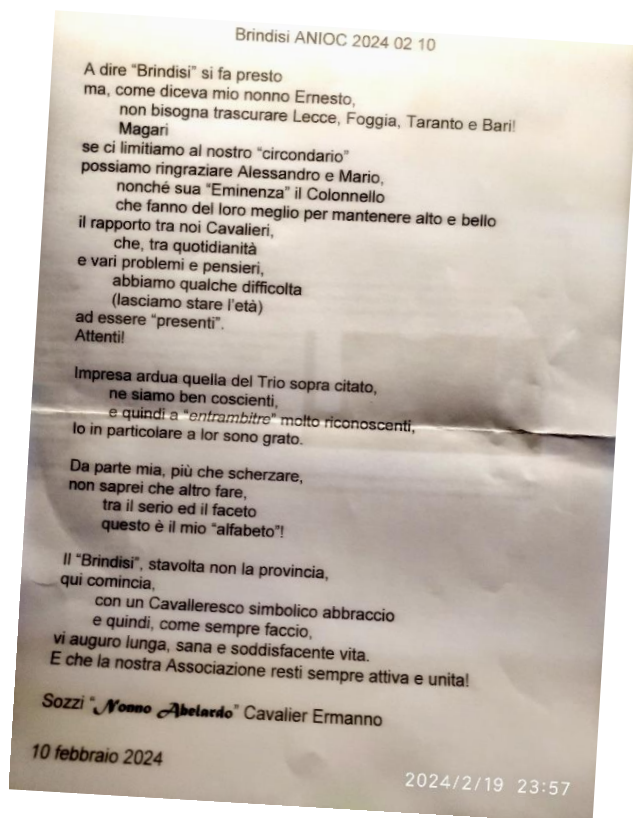 Brindisi ANIOC 2024 02 10
A dire “Brindisi” si fa presto
ma, come diceva mio nonno Ernesto,
non bisogna trascurare Lecce, Foggia, Taranto e Bari!
Magari
se ci limitiamo al nostro “circondario”
possiamo ringraziare Alessandro e Mario,
nonché sua “Eminenza” il Colonnello
che fanno del loro meglio per mantenere alto e bello
il rapporto tra noi Cavalieri,
che, tra quotidianità
e vari problemi e pensieri,
abbiamo qualche difficolta
(lasciamo stare l’età)
ad essere “presenti”.
Attenti!
Impresa ardua quella del Trio sopra citato,
ne siamo ben coscienti,
e quindi a “entrambitre” molto riconoscenti,
Io in particolare a lor sono grato.
Da parte mia, più che scherzare,
non saprei che altro fare,
tra il serio ed il faceto
questo è il mio “alfabeto”!
Il “Brindisi”, stavolta non la provincia,
qui comincia,
con un Cavalleresco simbolico abbraccio
e quindi, come sempre faccio,
vi auguro lunga, sana e soddisfacente vita.
E che la nostra Associazione resti sempre attiva e unita!
Sozzi “Nonno Abelardo” Cavalier Ermanno
10 febbraio 2024
2024/2/19 23:57